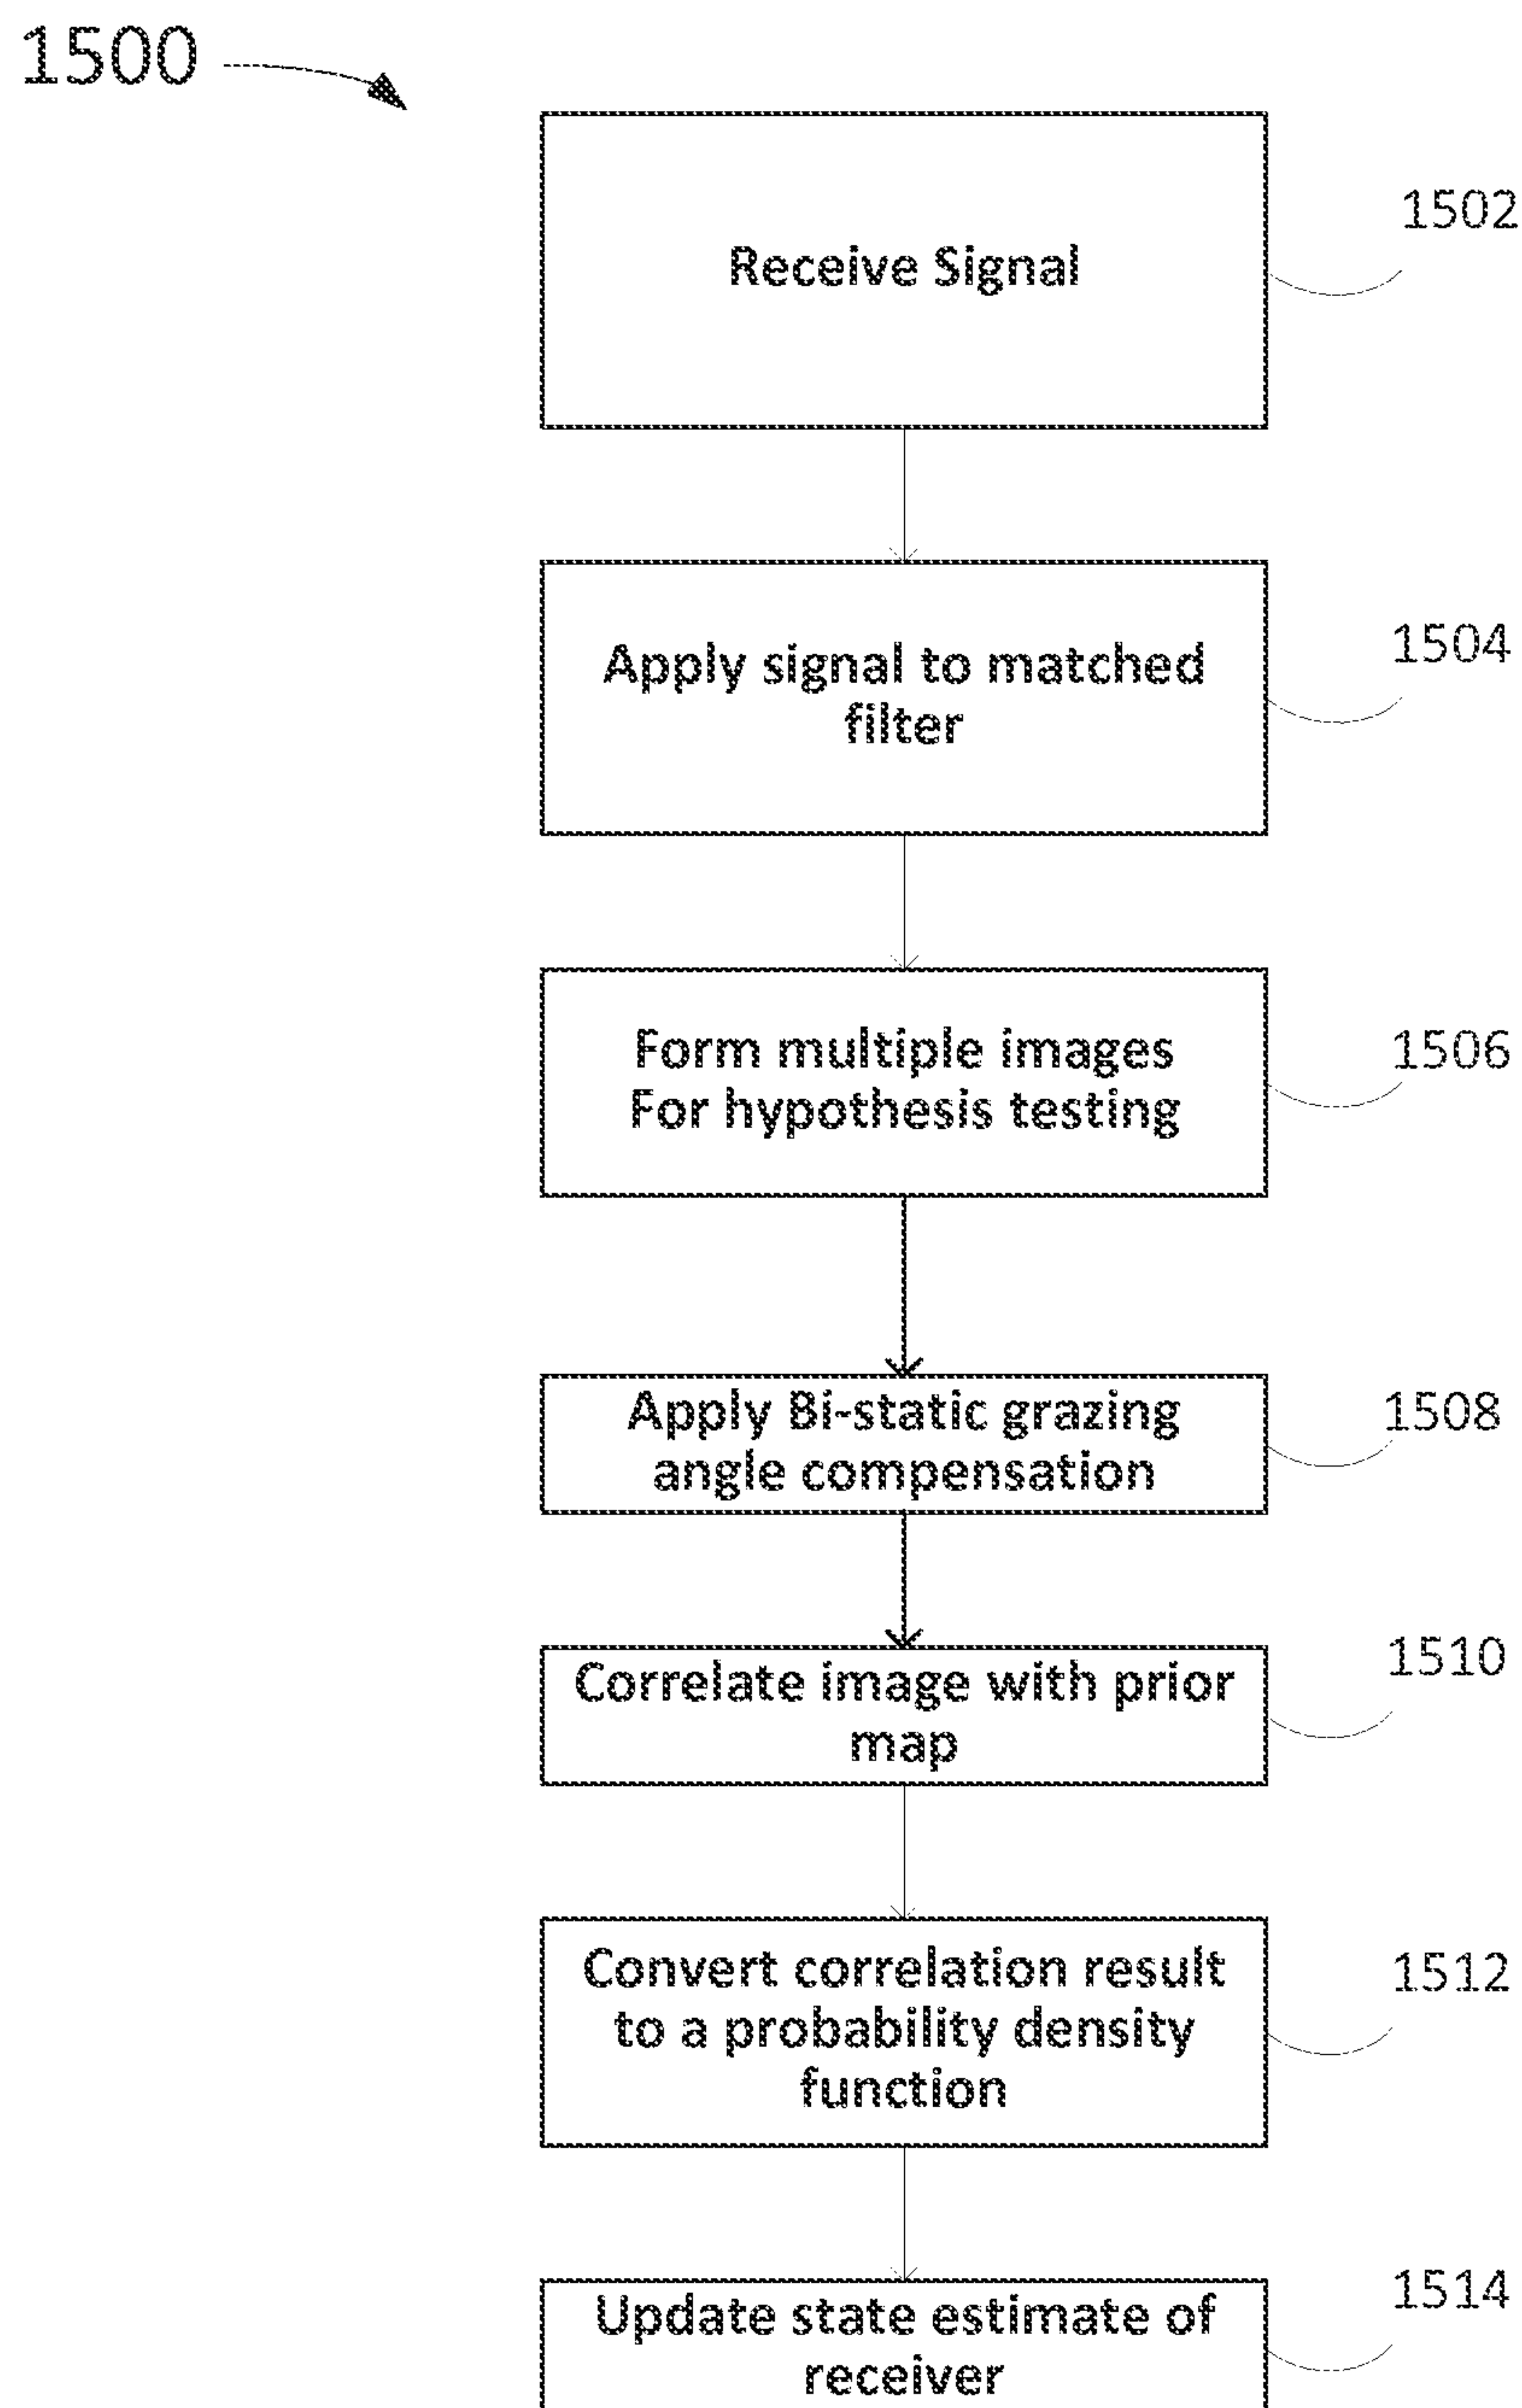 1500
Receive Signal
1502
Apply signal to matched
filter
1504
Form multiple images
For hypothesis testing
1506
Apply Bi-static grazing
angle compensation
1508
Correlate image with prior
map
1510
Convert correlation result
to a probability density
function
1512
Update state estimate of
receiver
1514